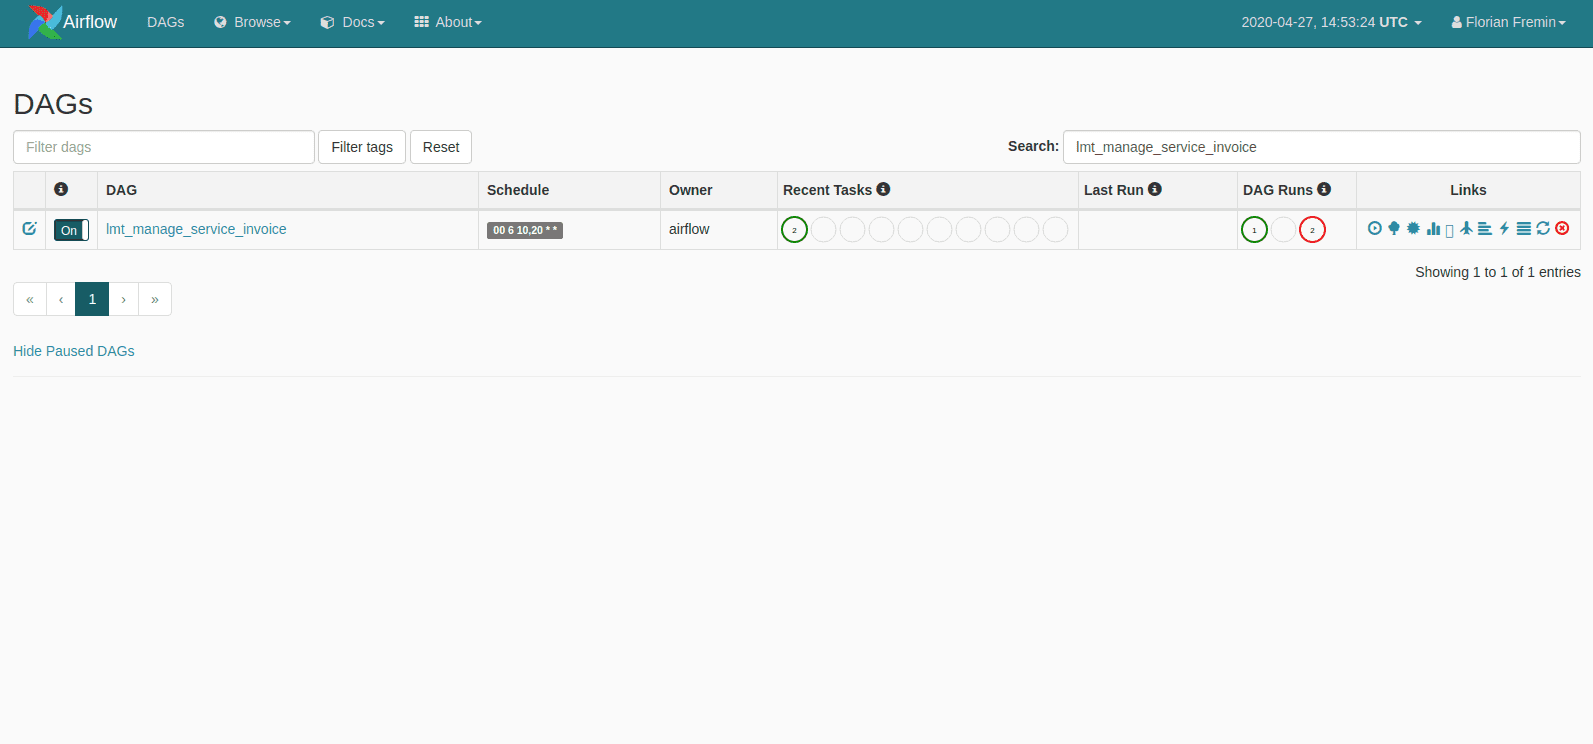 Airflow DAGs Browse Docs About 2020-04-27, 14:53:24 UTC Florian Fremin
DAGs
Filter dags Filter tags Reset Search: lmt_manage_service_invoice
DAG Schedule Owner Recent Tasks Last Run DAG Runs Links
On lmt_manage_service_invoice 00 6 10,20 * * airflow 2 1 2
Showing 1 to 1 of 1 entries
« ‹ 1 › »
Hide Paused DAGs